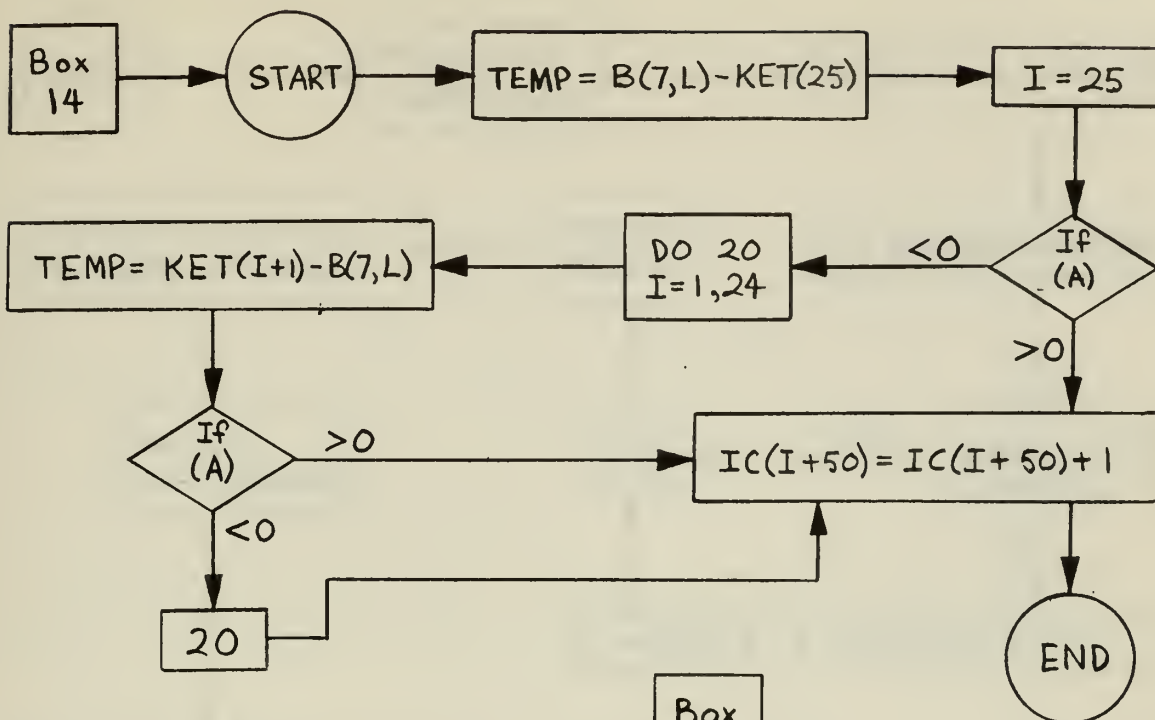 Box
14
START
TEMP = B(7,L)-KET(25)
I = 25
If
(A)
<0
>0
DO 20
I=1,24
TEMP= KET(I+1)-B(7,L)
If
(A)
>0
<0
20
IC(I+50)=IC(I+50)+1
END
Box